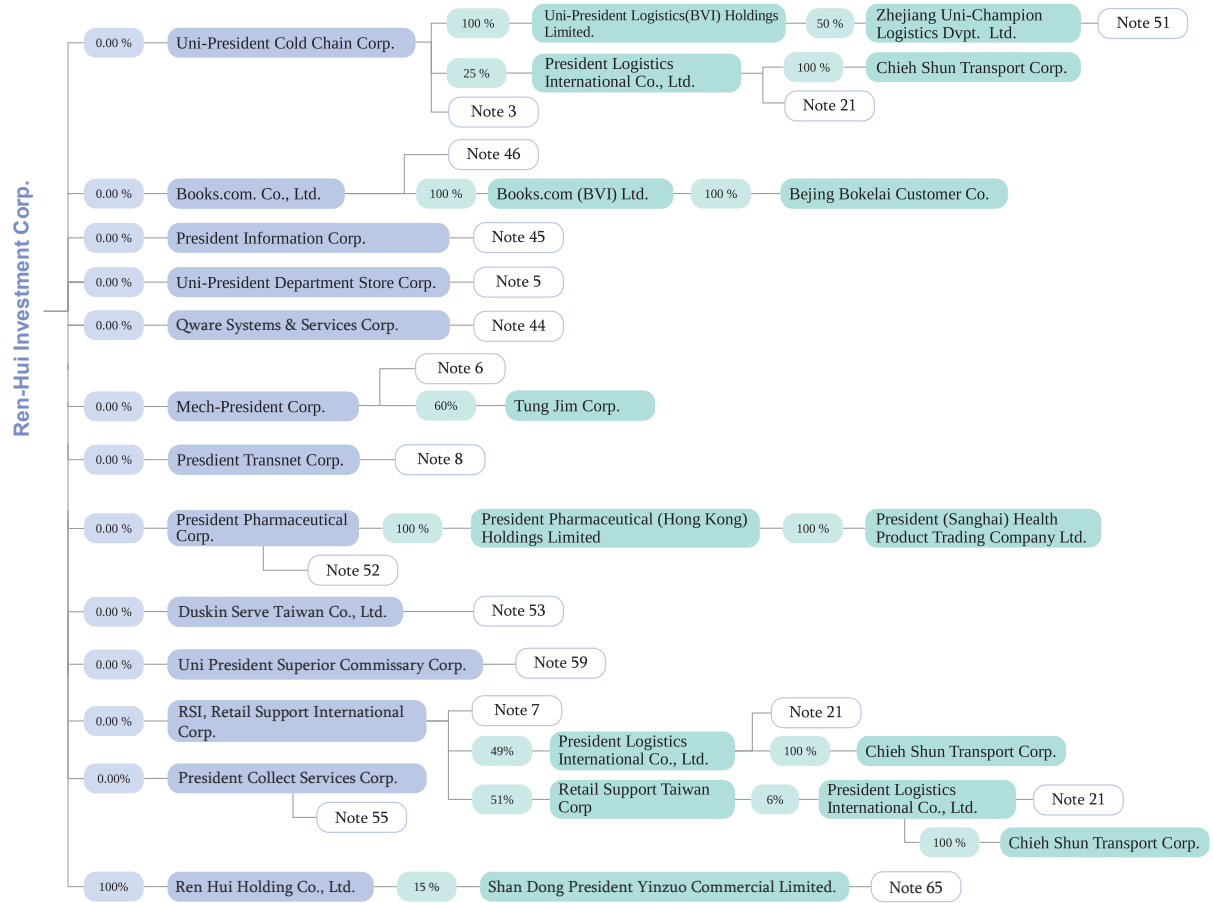 Ren-Hui Investment Corp.
0.00 %
Uni-President Cold Chain Corp.
100 %
Uni-President Logistics(BVI) Holdings
Limited.
50 %
Zhejiang Uni-Champion
Logistics Dvpt. Ltd.
Note 51
25 %
President Logistics
International Co., Ltd.
100 %
Chieh Shun Transport Corp.
Note 21
Note 3
0.00 %
Books.com. Co., Ltd.
Note 46
100 %
Books.com (BVI) Ltd.
100 %
Bejing Bokelai Customer Co.
0.00 %
President Information Corp.
Note 45
0.00 %
Uni-President Department Store Corp.
Note 5
0.00 %
Qware Systems & Services Corp.
Note 44
0.00 %
Mech-President Corp.
Note 6
60%
Tung Jim Corp.
0.00 %
Presdient Transnet Corp.
Note 8
0.00 %
President Pharmaceutical
Corp.
100 %
President Pharmaceutical (Hong Kong)
Holdings Limited
100 %
President (Sanghai) Health
Product Trading Company Ltd.
Note 52
0.00 %
Duskin Serve Taiwan Co., Ltd.
Note 53
0.00 %
Uni President Superior Commissary Corp.
Note 59
0.00 %
RSI, Retail Support International
Corp.
Note 7
49%
President Logistics
International Co., Ltd.
Note 21
100 %
Chieh Shun Transport Corp.
51%
Retail Support Taiwan
Corp
6%
President Logistics
International Co., Ltd.
Note 21
100 %
Chieh Shun Transport Corp.
0.00%
President Collect Services Corp.
Note 55
100%
Ren Hui Holding Co., Ltd.
15 %
Shan Dong President Yinzuo Commercial Limited.
Note 65